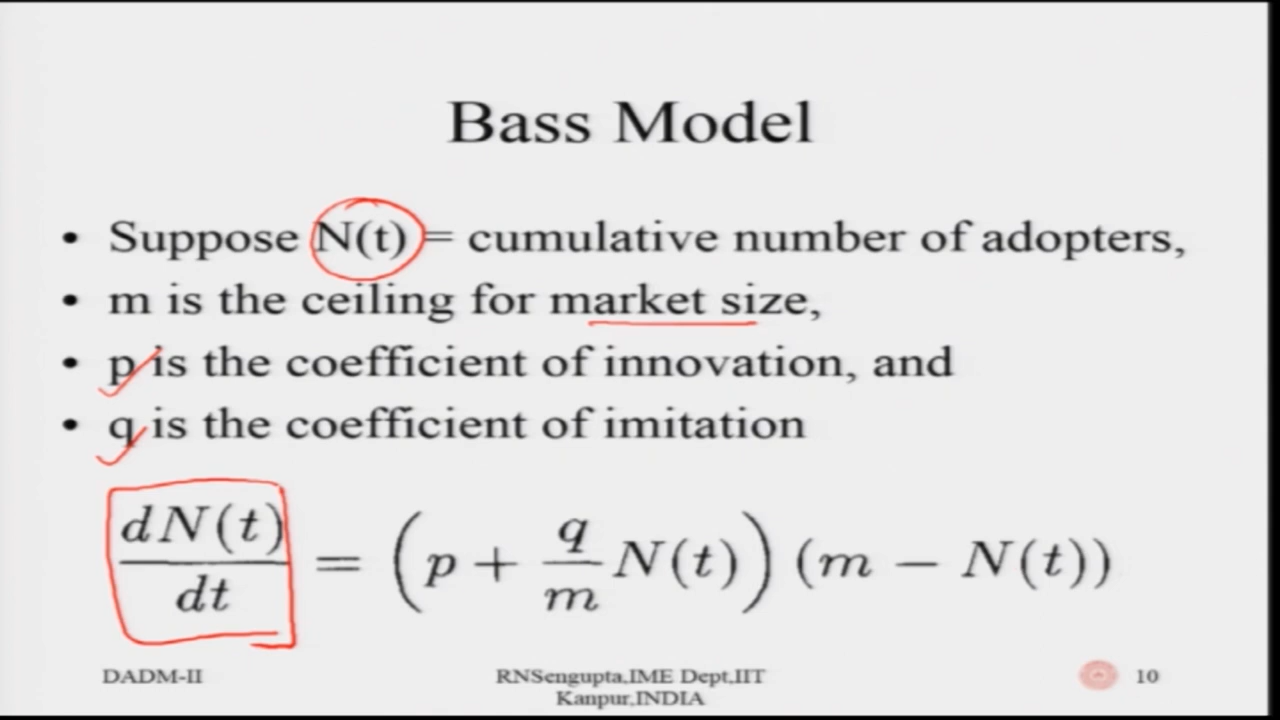 Bass Model
• Suppose N(t) = cumulative number of adopters,
• m is the ceiling for market size,
• p is the coefficient of innovation, and
• q is the coefficient of imitation
dN(t)/dt = (p + q/m N(t)) (m − N(t))
DADM-II
RNSengupta,IME Dept,IIT
Kanpur,INDIA
10